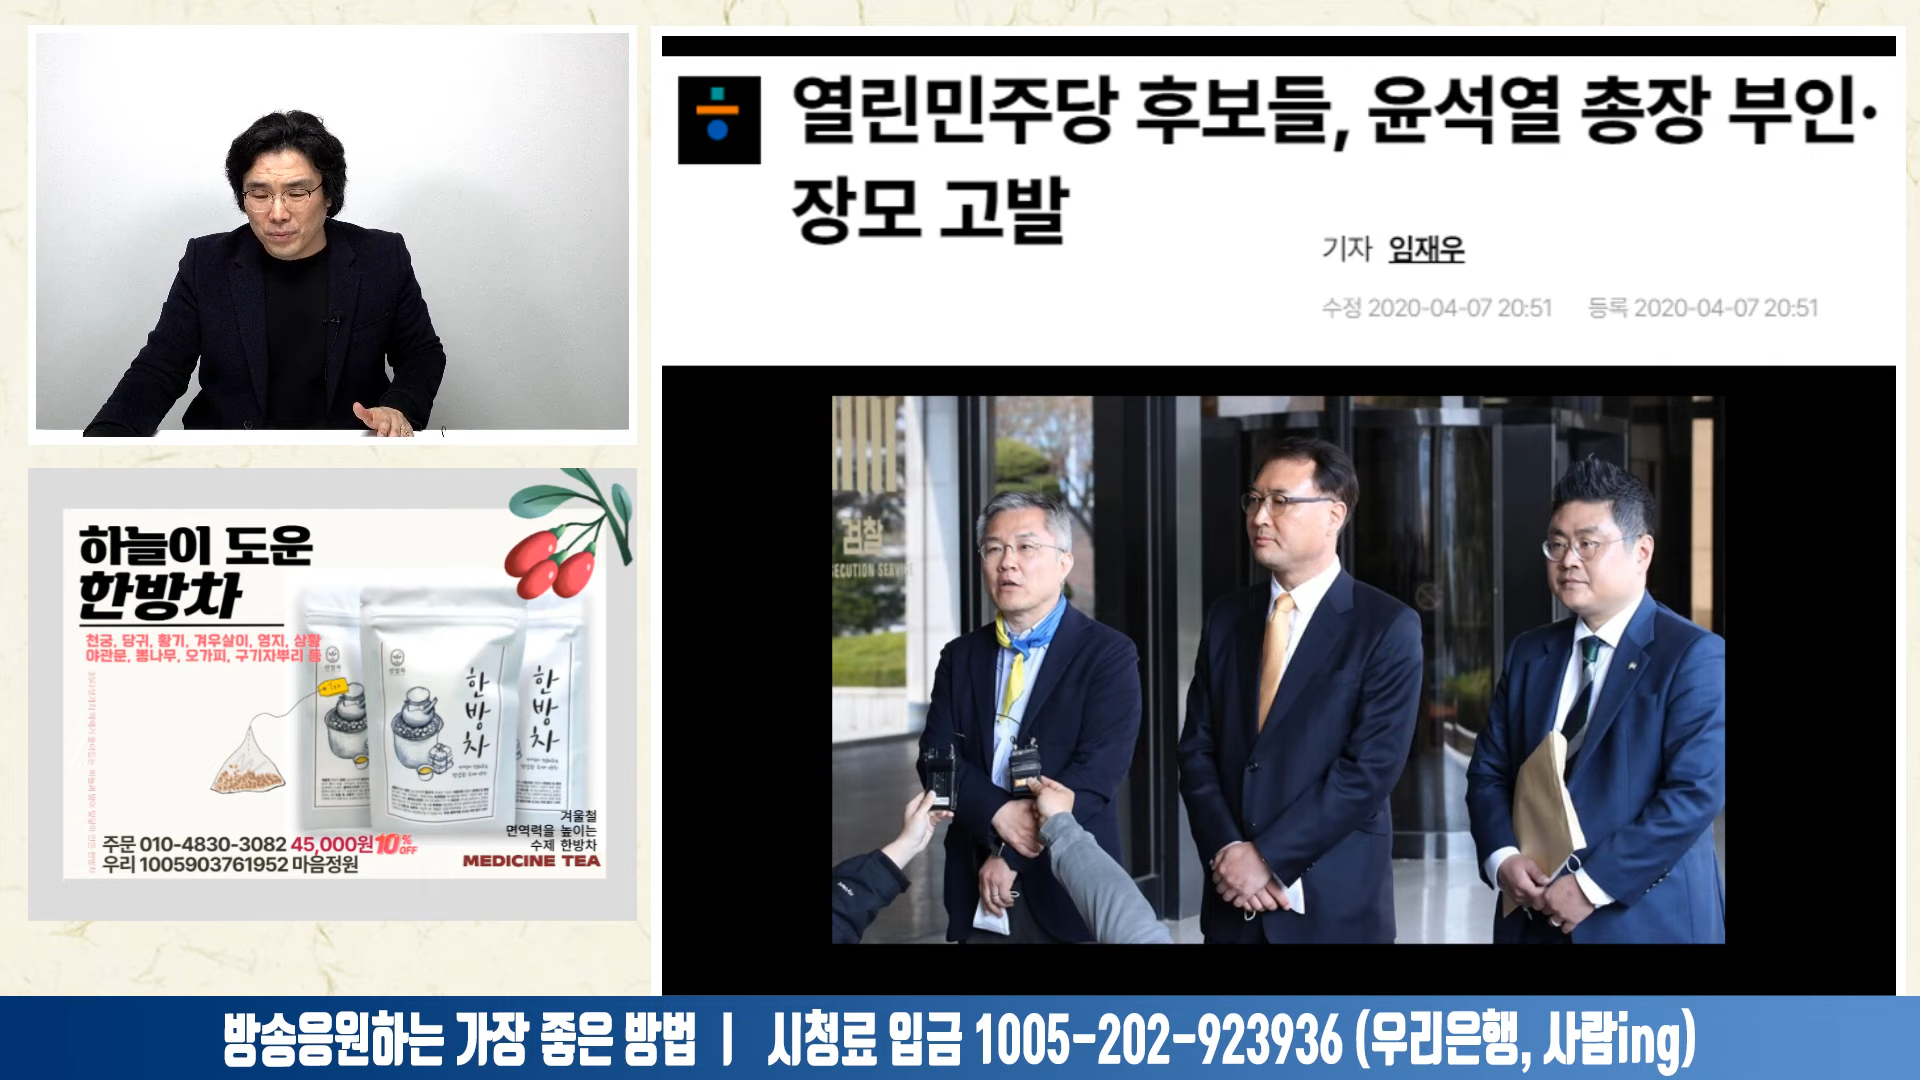 열린민주당 후보들, 윤석열 총장 부인·
장모 고발
기자 임재우
수정 2020-04-07 20:51 등록 2020-04-07 20:51
검찰
하늘이 도운
한방차
천궁, 당귀, 황기, 겨우살이, 영지, 상황
야관문, 뽕나무, 오가피, 구기자뿌리 등
한방차
한방차
겨울철
면역력을 높이는
수제 한방차
MEDICINE TEA
주문 010-4830-3082 45,000원 10% OFF
우리 1005903761952 마음정원
방송응원하는 가장 좋은 방법 | 시청료 입금 1005-202-923936 (우리은행, 사람ing)